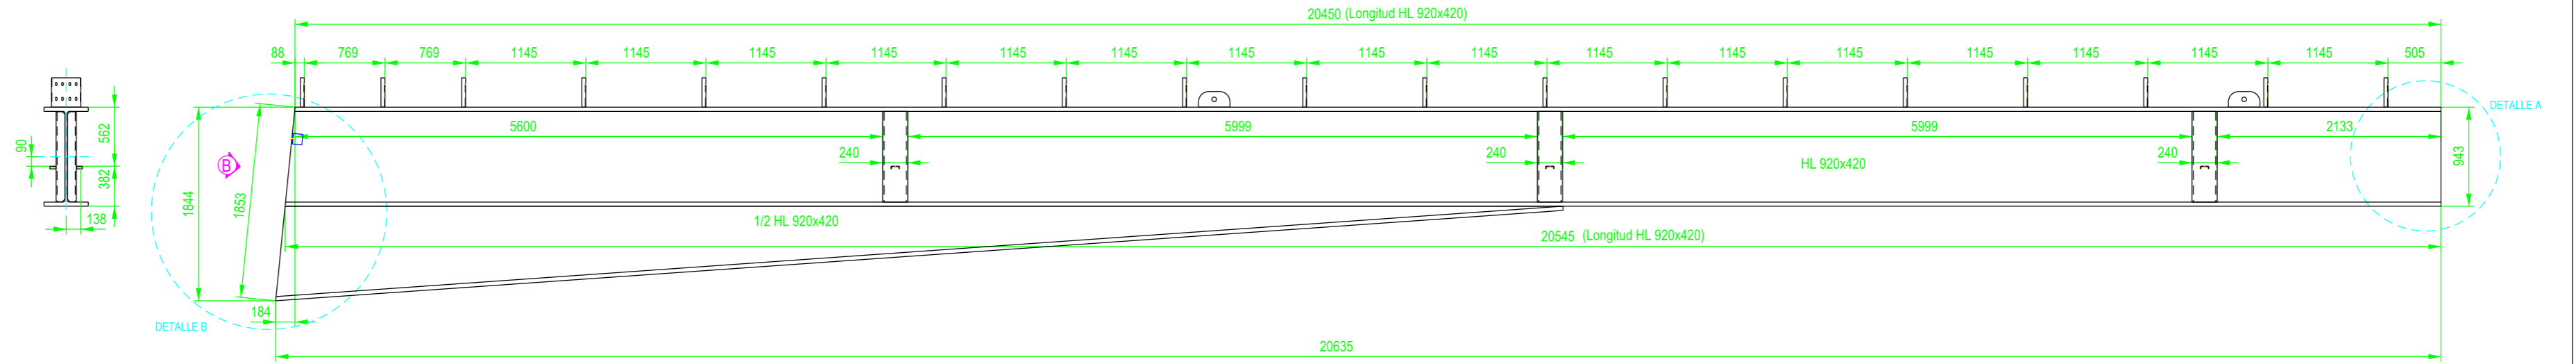 20450 (Longitud HL 920x420)
88 769 769 1145 1145 1145 1145 1145 1145 1145 1145 1145 1145 1145 1145 1145 1145 1145 1145 505
DETALLE A
562
90
382
138
5600 5999 5999 2133
240 240 240
HL 920x420
943
B
1844
1853
1/2 HL 920x420
20545 (Longitud HL 920x420)
184
DETALLE B
20635